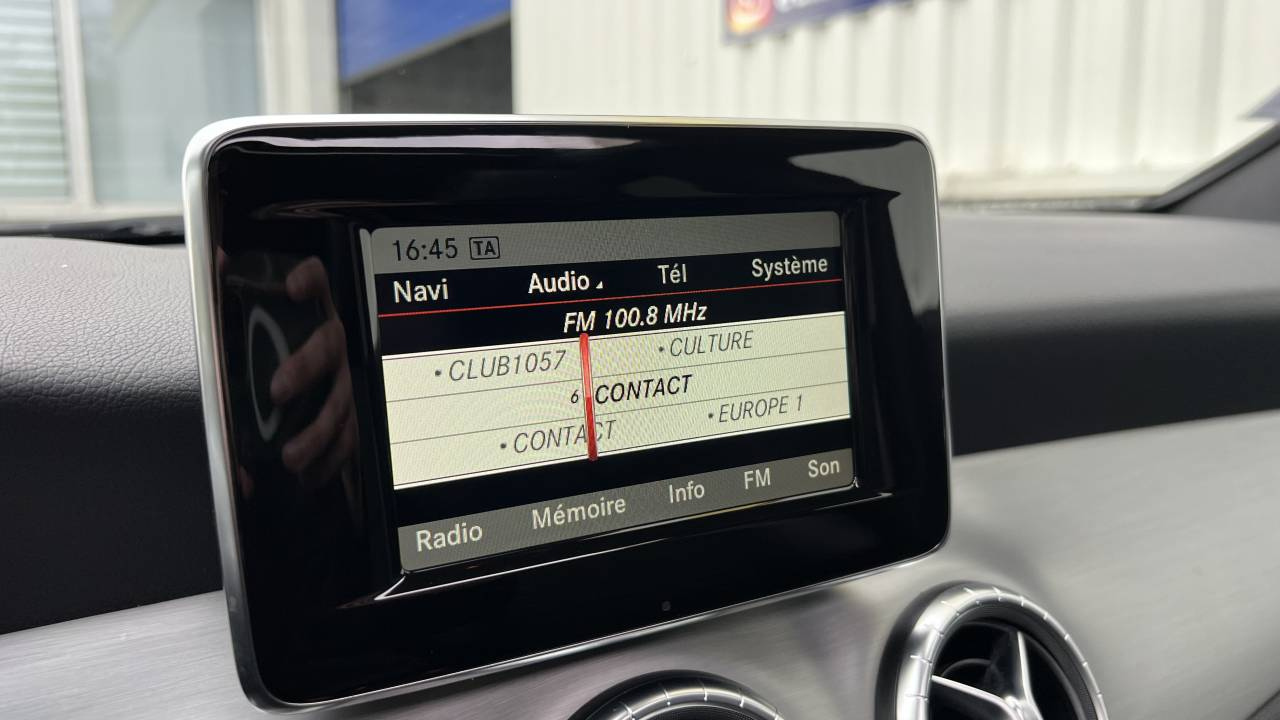 16:45 TA
Navi Audio Tél Système
FM 100.8 MHz
• CLUB1057 • CULTURE
6 CONTACT
• CONTACT • EUROPE 1
Radio Mémoire Info FM Son